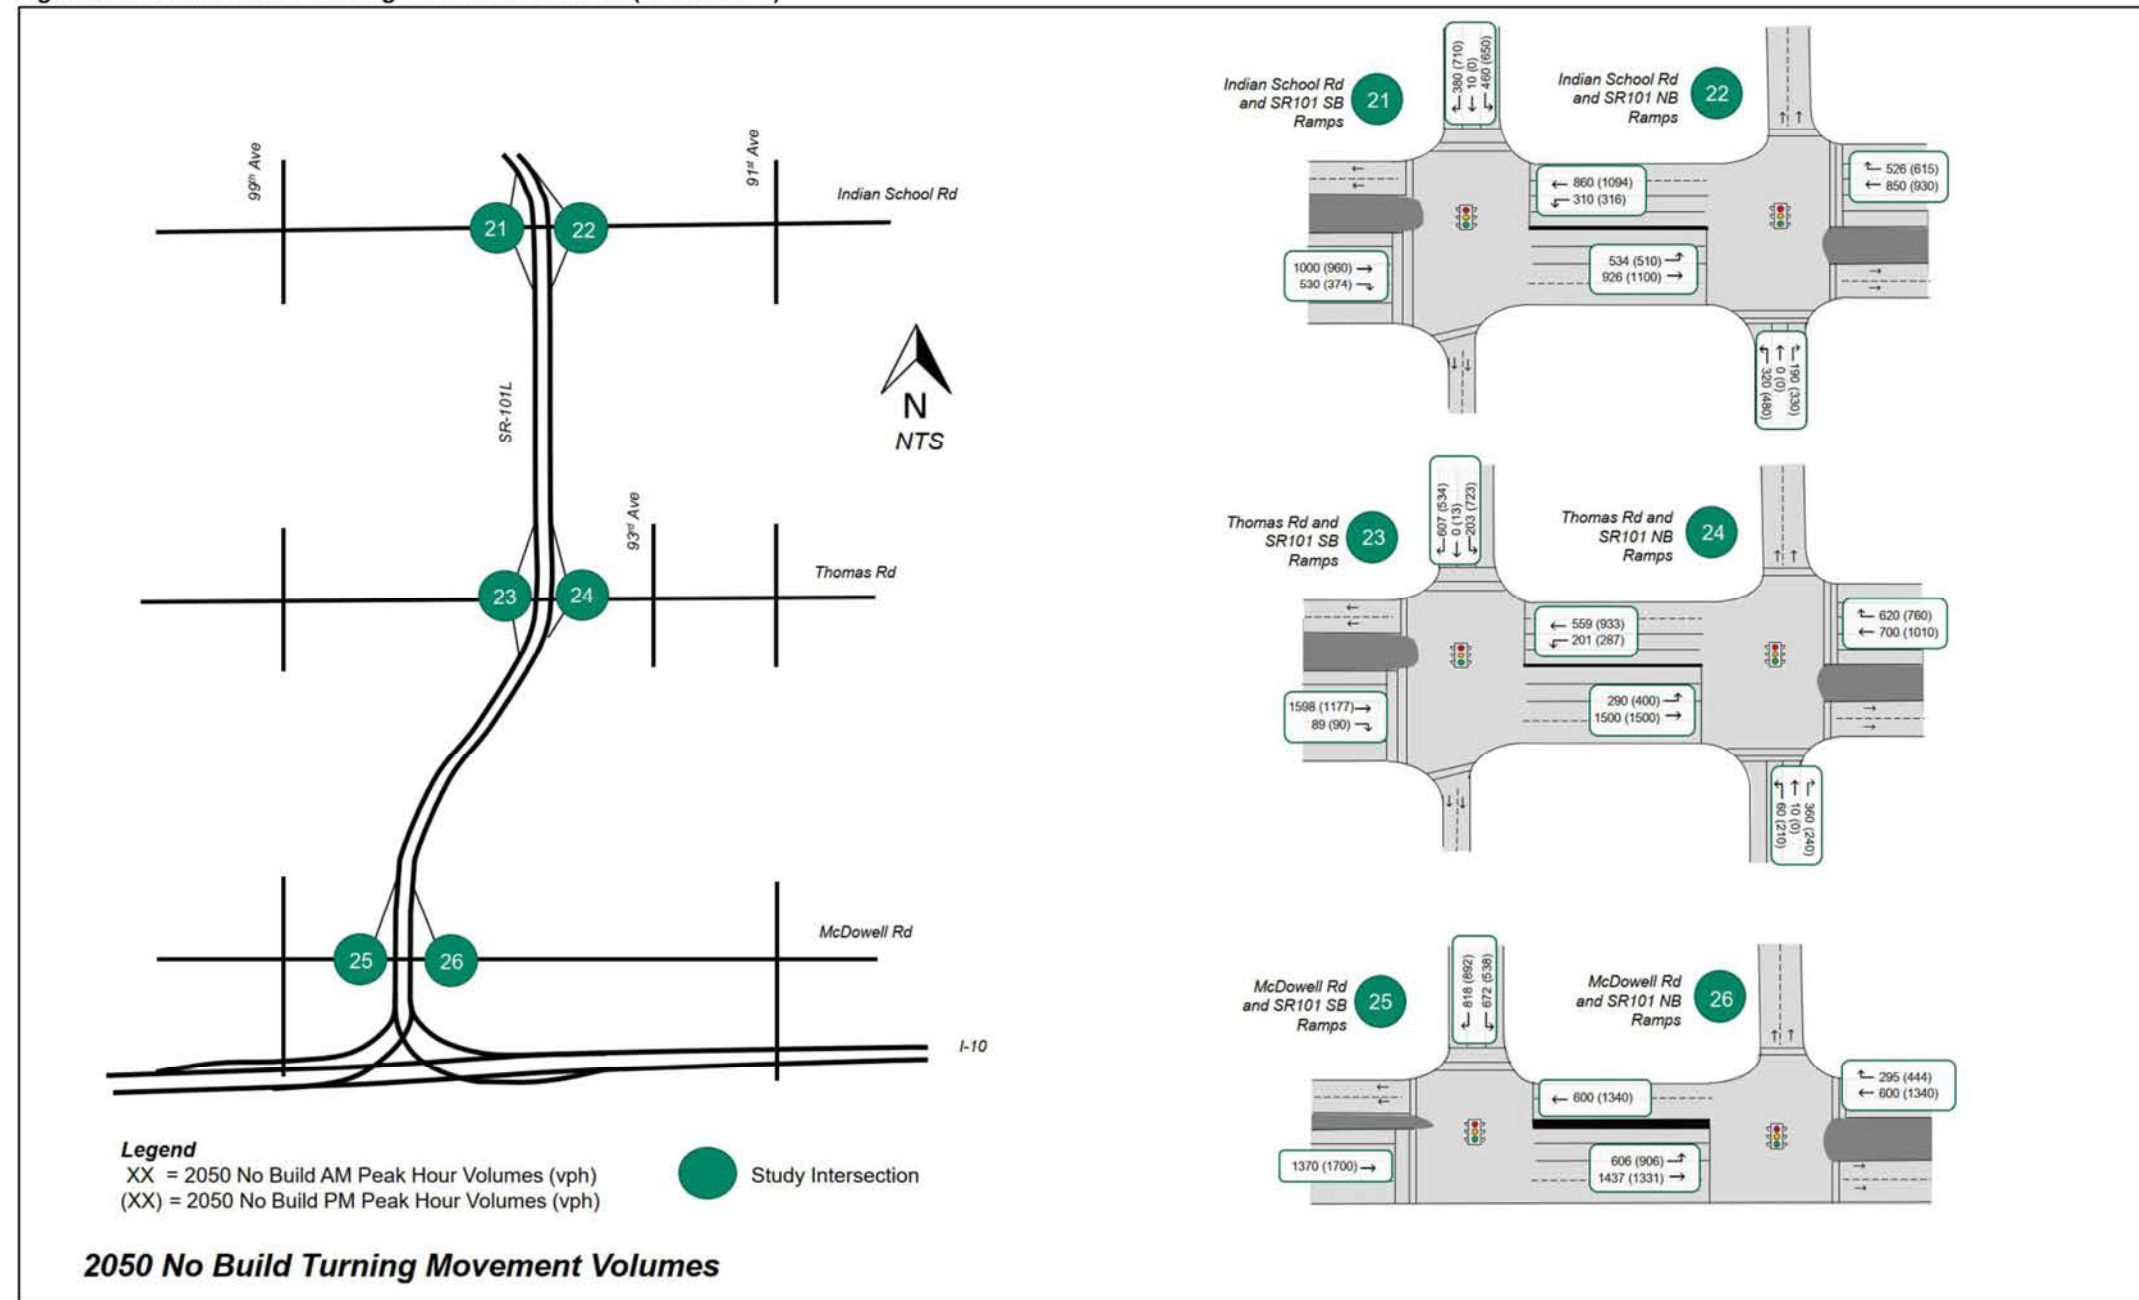 99th Ave
91st Ave
Indian School Rd
21
22
SR-101L
N
NTS
93rd Ave
Thomas Rd
23
24
McDowell Rd
25
26
I-10
Legend
XX = 2050 No Build AM Peak Hour Volumes (vph)
(XX) = 2050 No Build PM Peak Hour Volumes (vph)
Study Intersection
2050 No Build Turning Movement Volumes
Indian School Rd
and SR101 SB
Ramps
21
380 (710)
10 (0)
460 (650)
860 (1094)
310 (316)
1000 (960)
530 (374)
Indian School Rd
and SR101 NB
Ramps
22
526 (615)
850 (930)
534 (510)
926 (1100)
320 (480)
0 (0)
190 (330)
Thomas Rd and
SR101 SB
Ramps
23
607 (534)
0 (13)
203 (723)
559 (933)
201 (287)
1598 (1177)
89 (90)
Thomas Rd and
SR101 NB
Ramps
24
620 (760)
700 (1010)
290 (400)
1500 (1500)
60 (210)
10 (0)
360 (240)
McDowell Rd
and SR101 SB
Ramps
25
818 (892)
672 (538)
600 (1340)
1370 (1700)
McDowell Rd
and SR101 NB
Ramps
26
295 (444)
600 (1340)
606 (906)
1437 (1331)